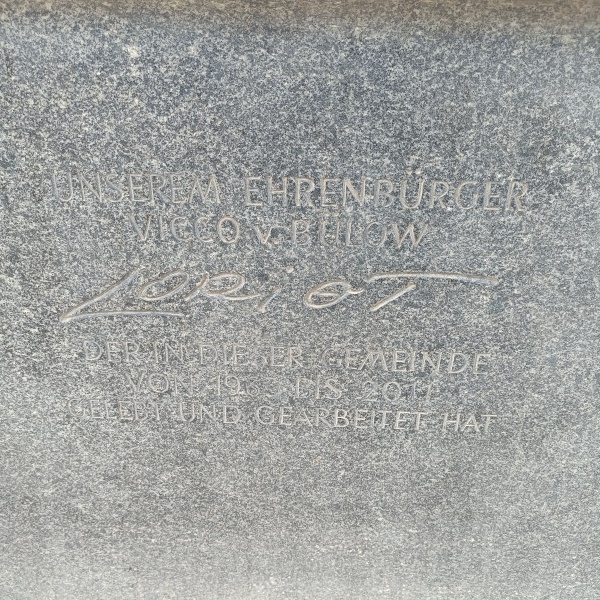 UNSEREM EHRENBÜRGER
VICCO v. BÜLOW
LORIOT
DER IN DIESER GEMEINDE
VON BIS 2011
GELEBT UND GEARBEITET HAT